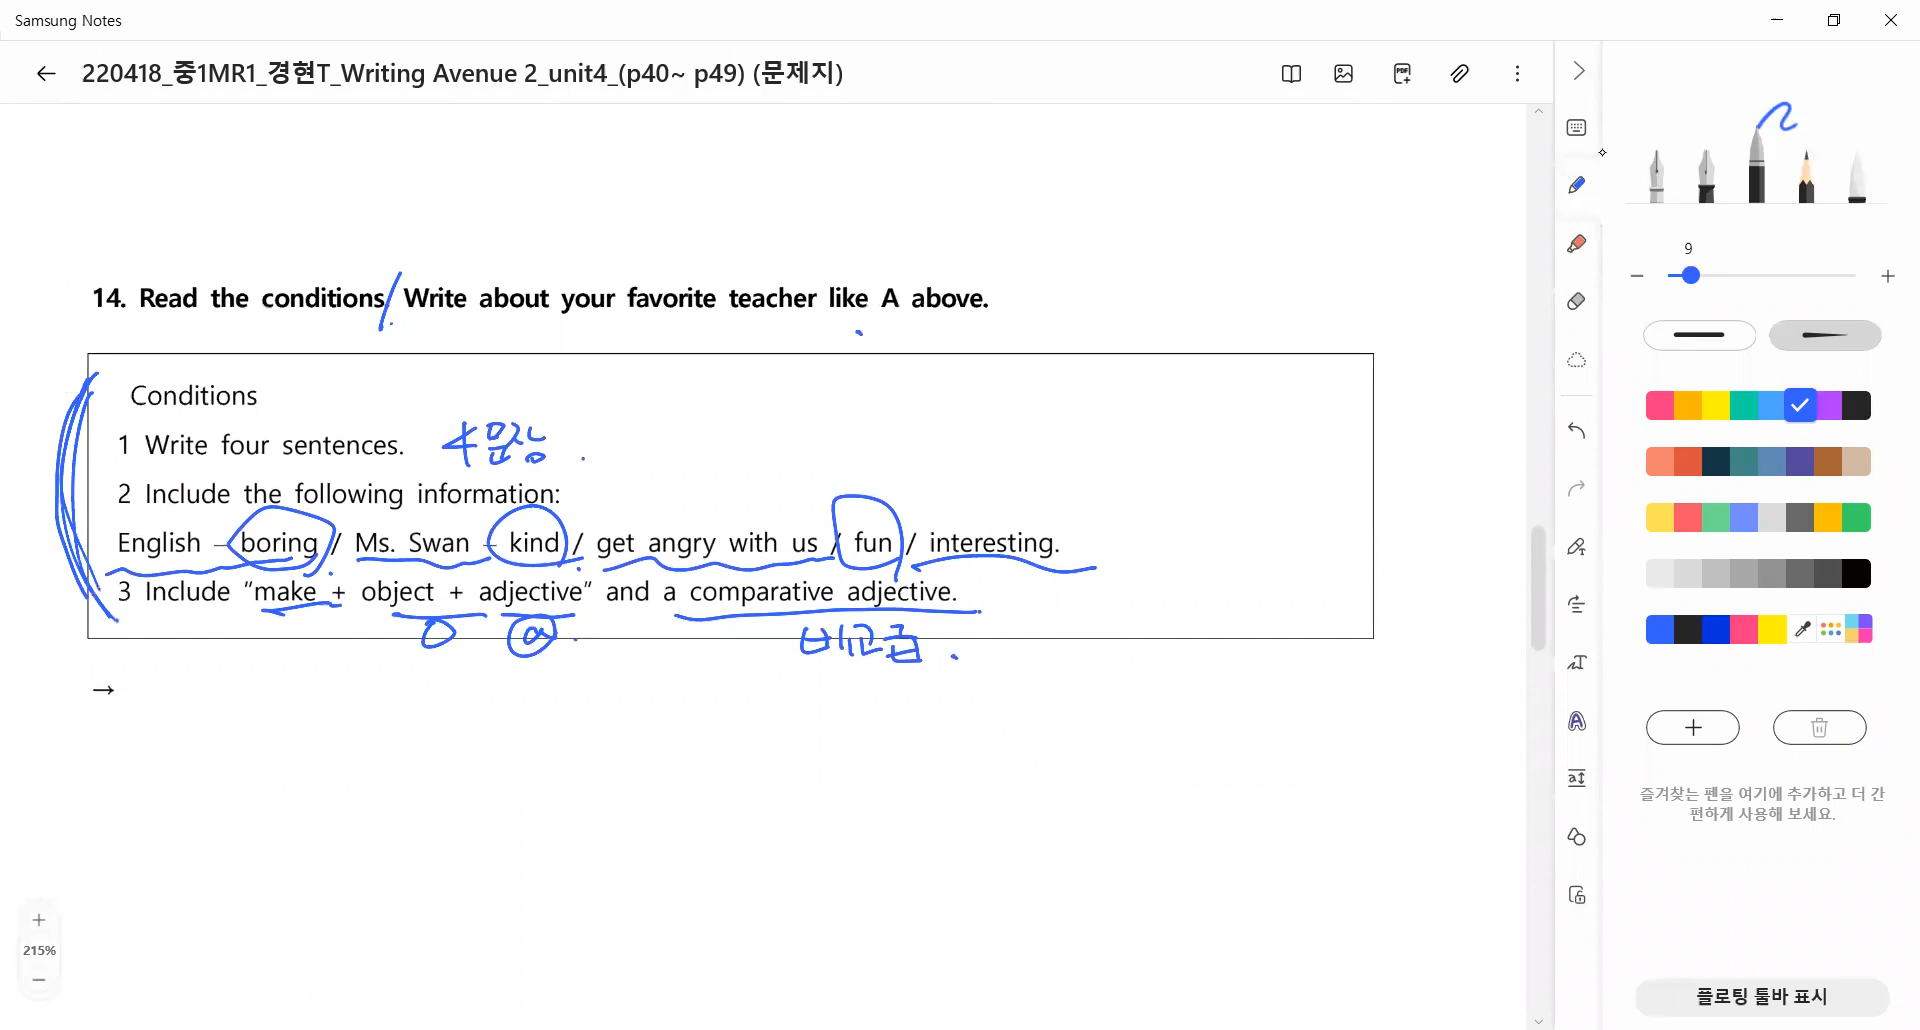 Samsung Notes
220418_중1MR1_경현T_Writing Avenue 2_unit4_(p40~ p49) (문제지)
PDF
14. Read the conditions. Write about your favorite teacher like A above.
Conditions
1 Write four sentences. 4문장
2 Include the following information:
English – boring / Ms. Swan – kind / get angry with us / fun / interesting.
3 Include “make + object + adjective” and a comparative adjective.
o a 비교급
→
215%
9
즐겨찾는 펜을 여기에 추가하고 더 간
편하게 사용해 보세요.
플로팅 툴바 표시